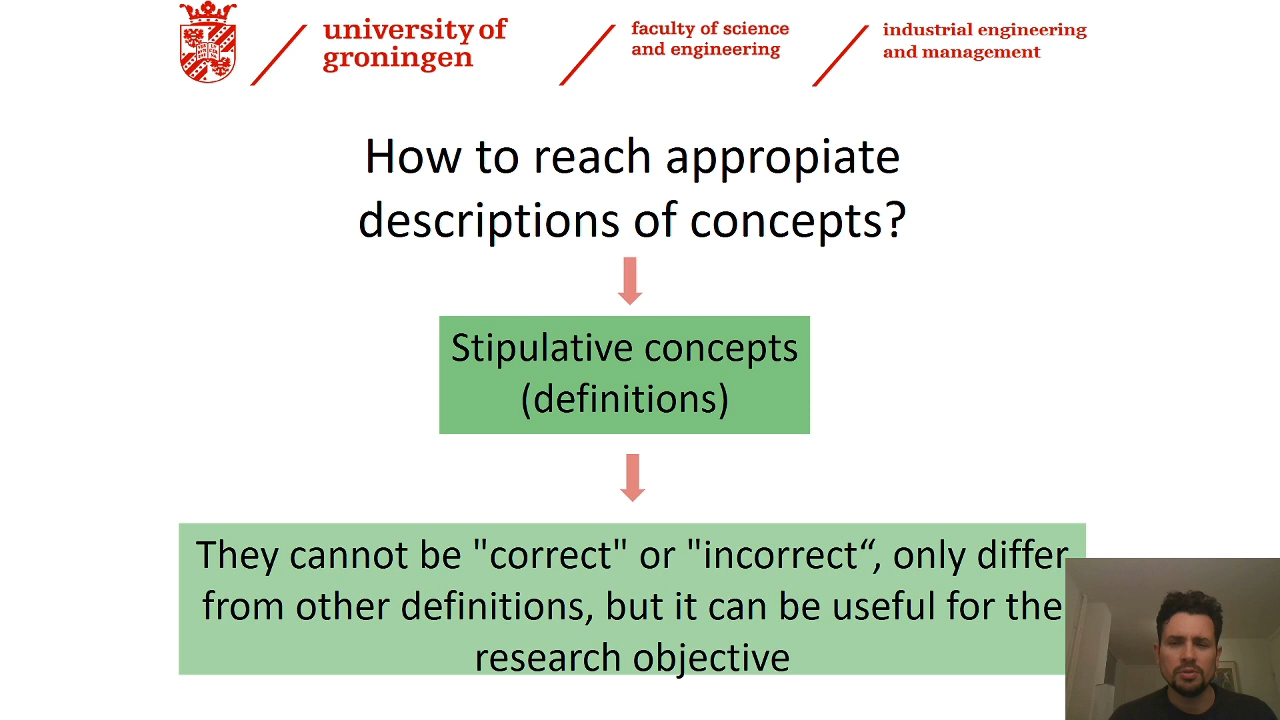 university of
groningen
faculty of science
and engineering
industrial engineering
and management
How to reach appropiate
descriptions of concepts?
Stipulative concepts
(definitions)
They cannot be "correct" or "incorrect“, only differ
from other definitions, but it can be useful for the
research objective